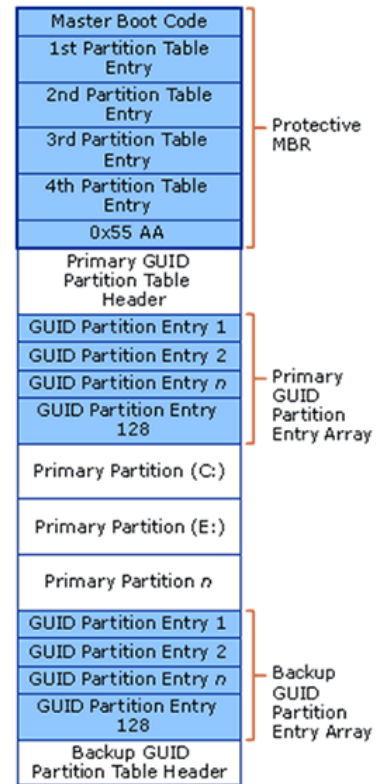 Master Boot Code
1st Partition Table
Entry
2nd Partition Table
Entry
3rd Partition Table
Entry
4th Partition Table
Entry
0x55 AA
Protective
MBR
Primary GUID
Partition Table
Header
GUID Partition Entry 1
GUID Partition Entry 2
GUID Partition Entry n
GUID Partition Entry
128
Primary
GUID
Partition
Entry Array
Primary Partition (C:)
Primary Partition (E:)
Primary Partition n
GUID Partition Entry 1
GUID Partition Entry 2
GUID Partition Entry n
GUID Partition Entry
128
Backup
GUID
Partition
Entry Array
Backup GUID
Partition Table Header